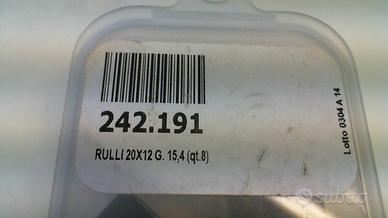 242.191
RULLI 20X12 G. 15,4 (qt.8)
Lotto 0304 A 14
subito